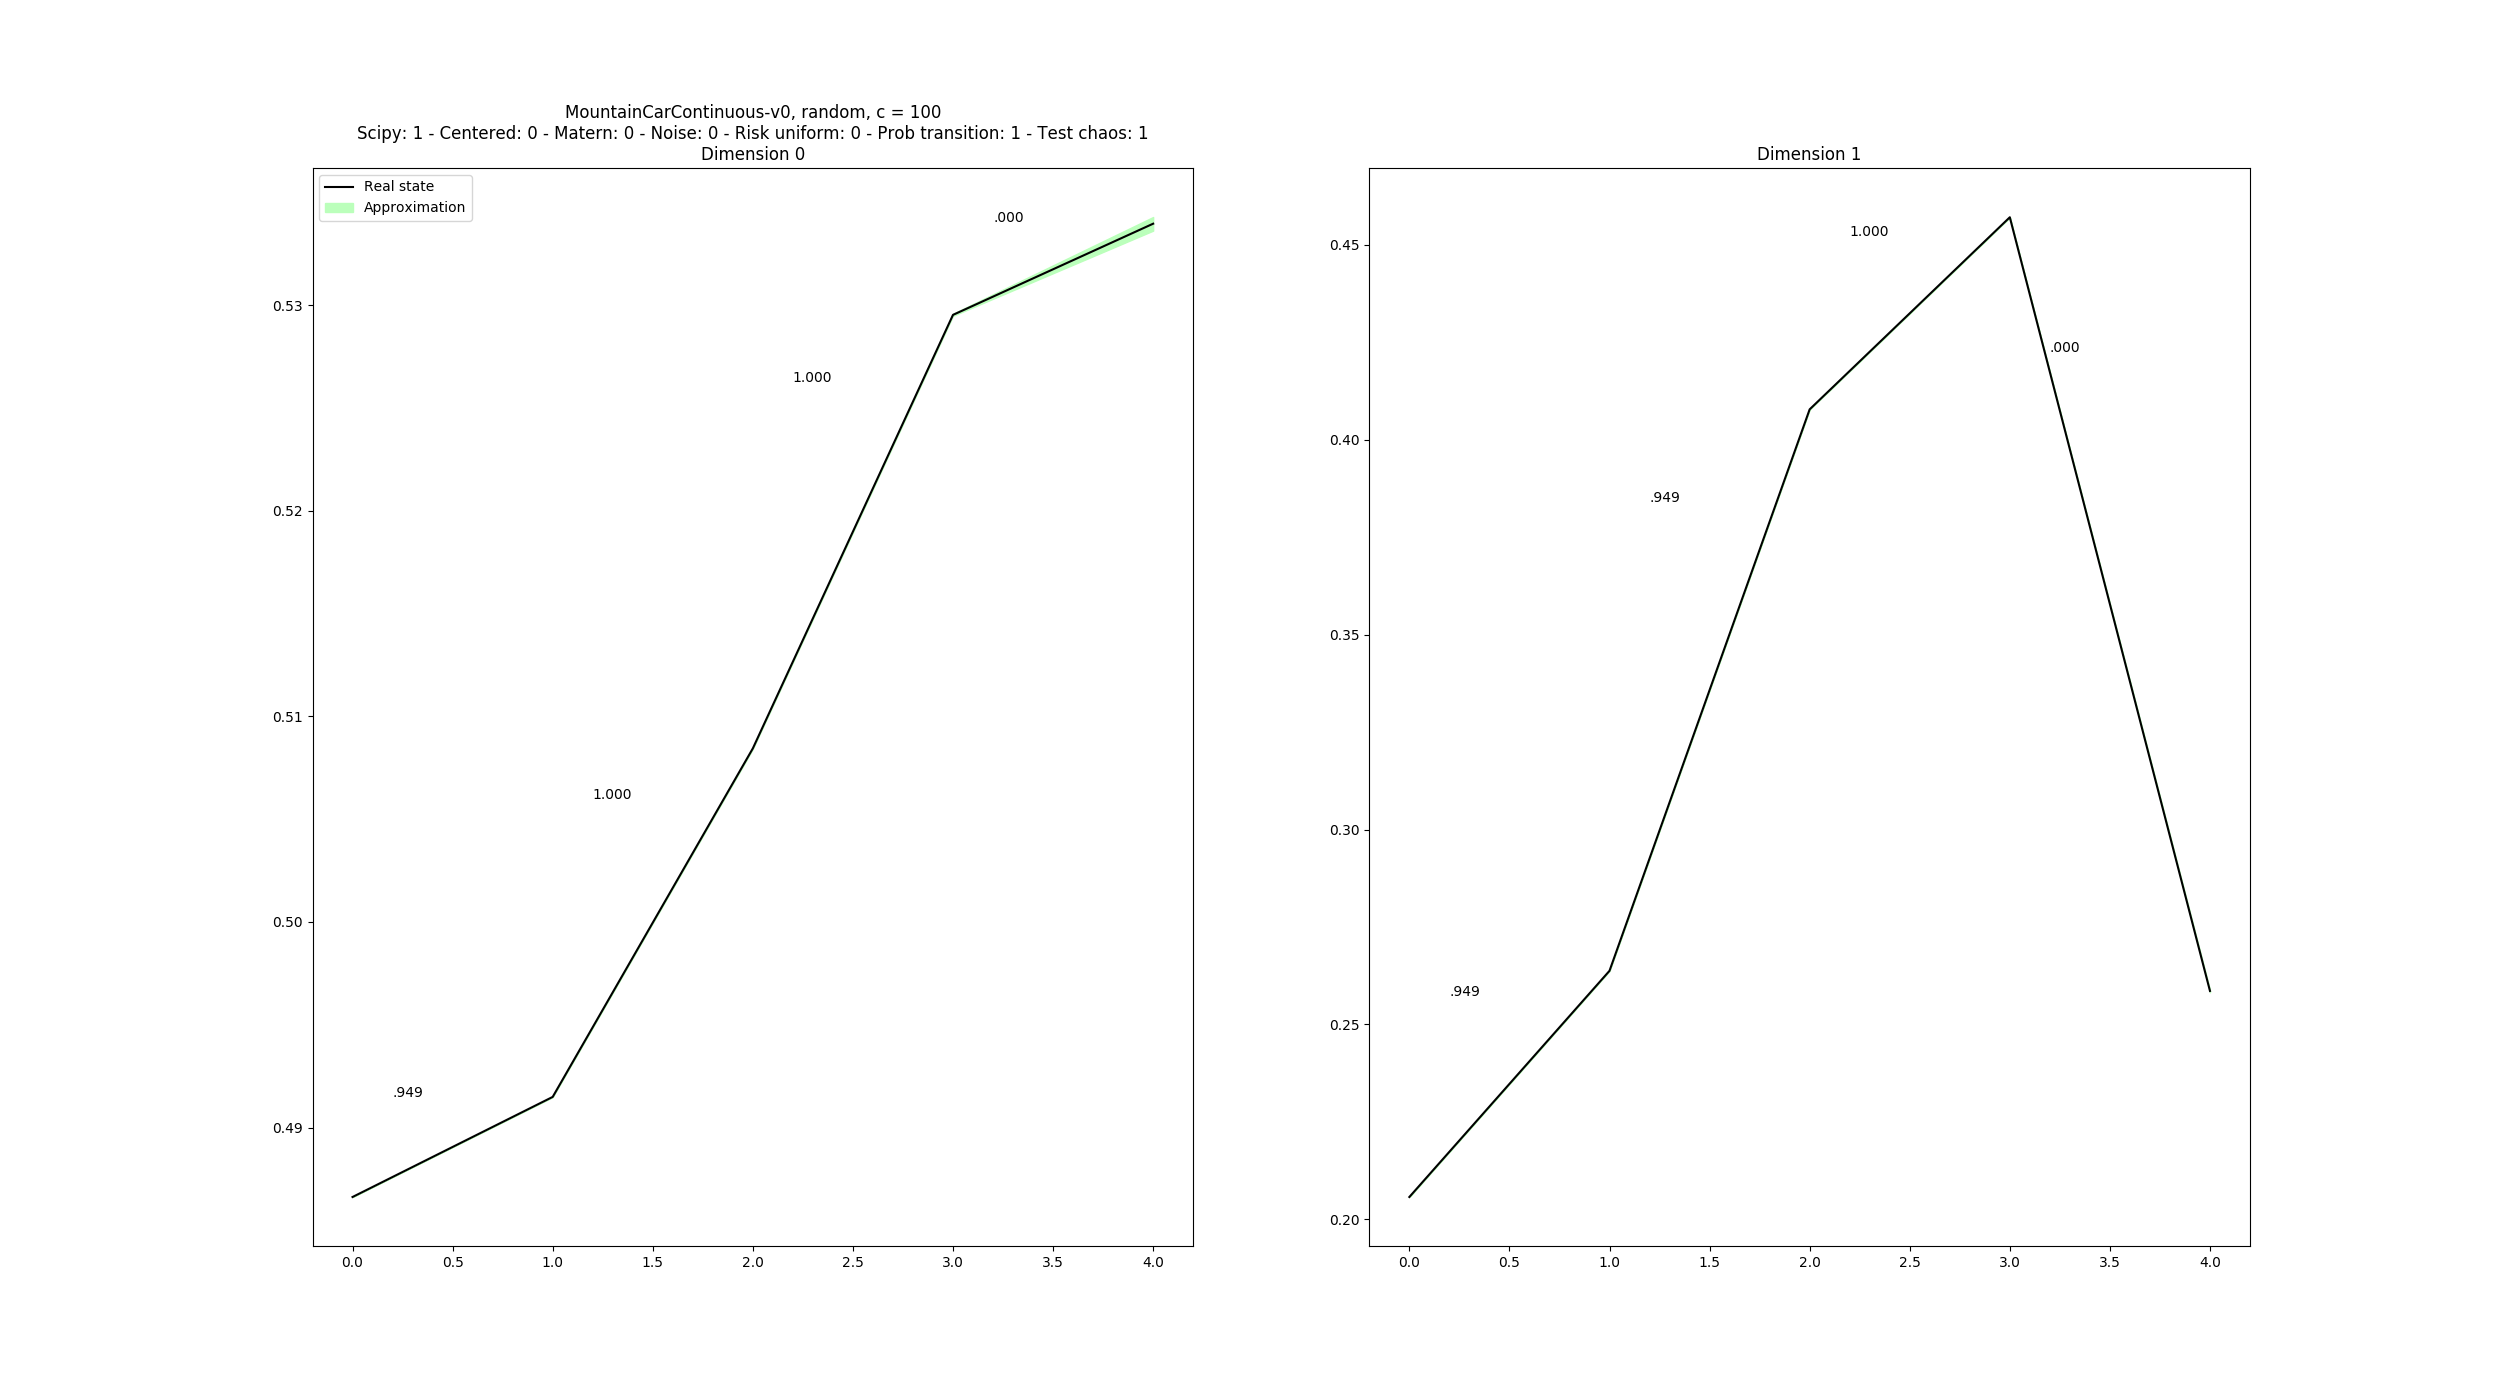 MountainCarContinuous-v0, random, c = 100
Scipy: 1 - Centered: 0 - Matern: 0 - Noise: 0 - Risk uniform: 0 - Prob transition: 1 - Test chaos: 1
Dimension 0
Real state
Approximation
.000
1.000
1.000
.949
0.53
0.52
0.51
0.50
0.49
0.0 0.5 1.0 1.5 2.0 2.5 3.0 3.5 4.0
Dimension 1
1.000
.000
.949
.949
0.45
0.40
0.35
0.30
0.25
0.20
0.0 0.5 1.0 1.5 2.0 2.5 3.0 3.5 4.0